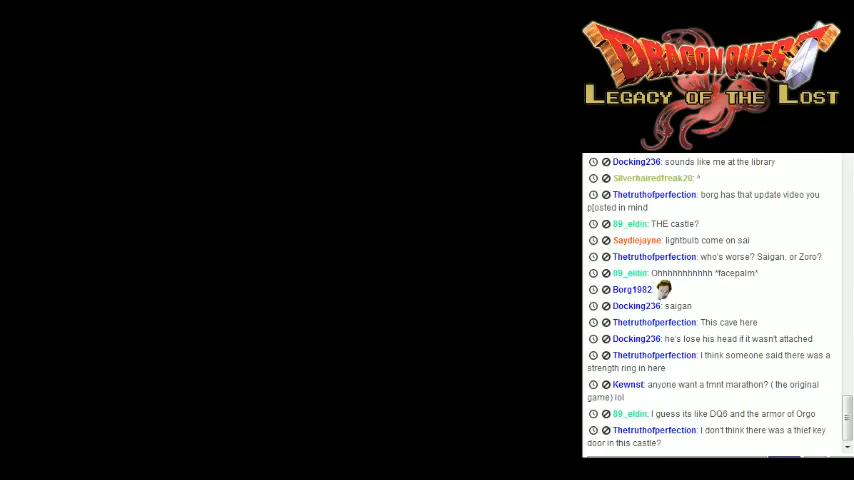 DRAGON QUEST
LEGACY OF THE LOST
Docking236: sounds like me at the library
Silverhairedfreak20: ^
Thetruthofperfection: borg has that update video you
p[osted in mind
89_eldin: THE castle?
Saydiejayne: lightbulb come on sai
Thetruthofperfection: who's worse? Saigan, or Zoro?
89_eldin: Ohhhhhhhhhhh *facepalm*
Borg1982:
Docking236: saigan
Thetruthofperfection: This cave here
Docking236: he's lose his head if it wasn't attached
Thetruthofperfection: I think someone said there was a
strength ring in here
Kewnst: anyone want a tmnt marathon? ( the original
game) lol
89_eldin: I guess its like DQ6 and the armor of Orgo
Thetruthofperfection: I don't think there was a thief key
door in this castle?